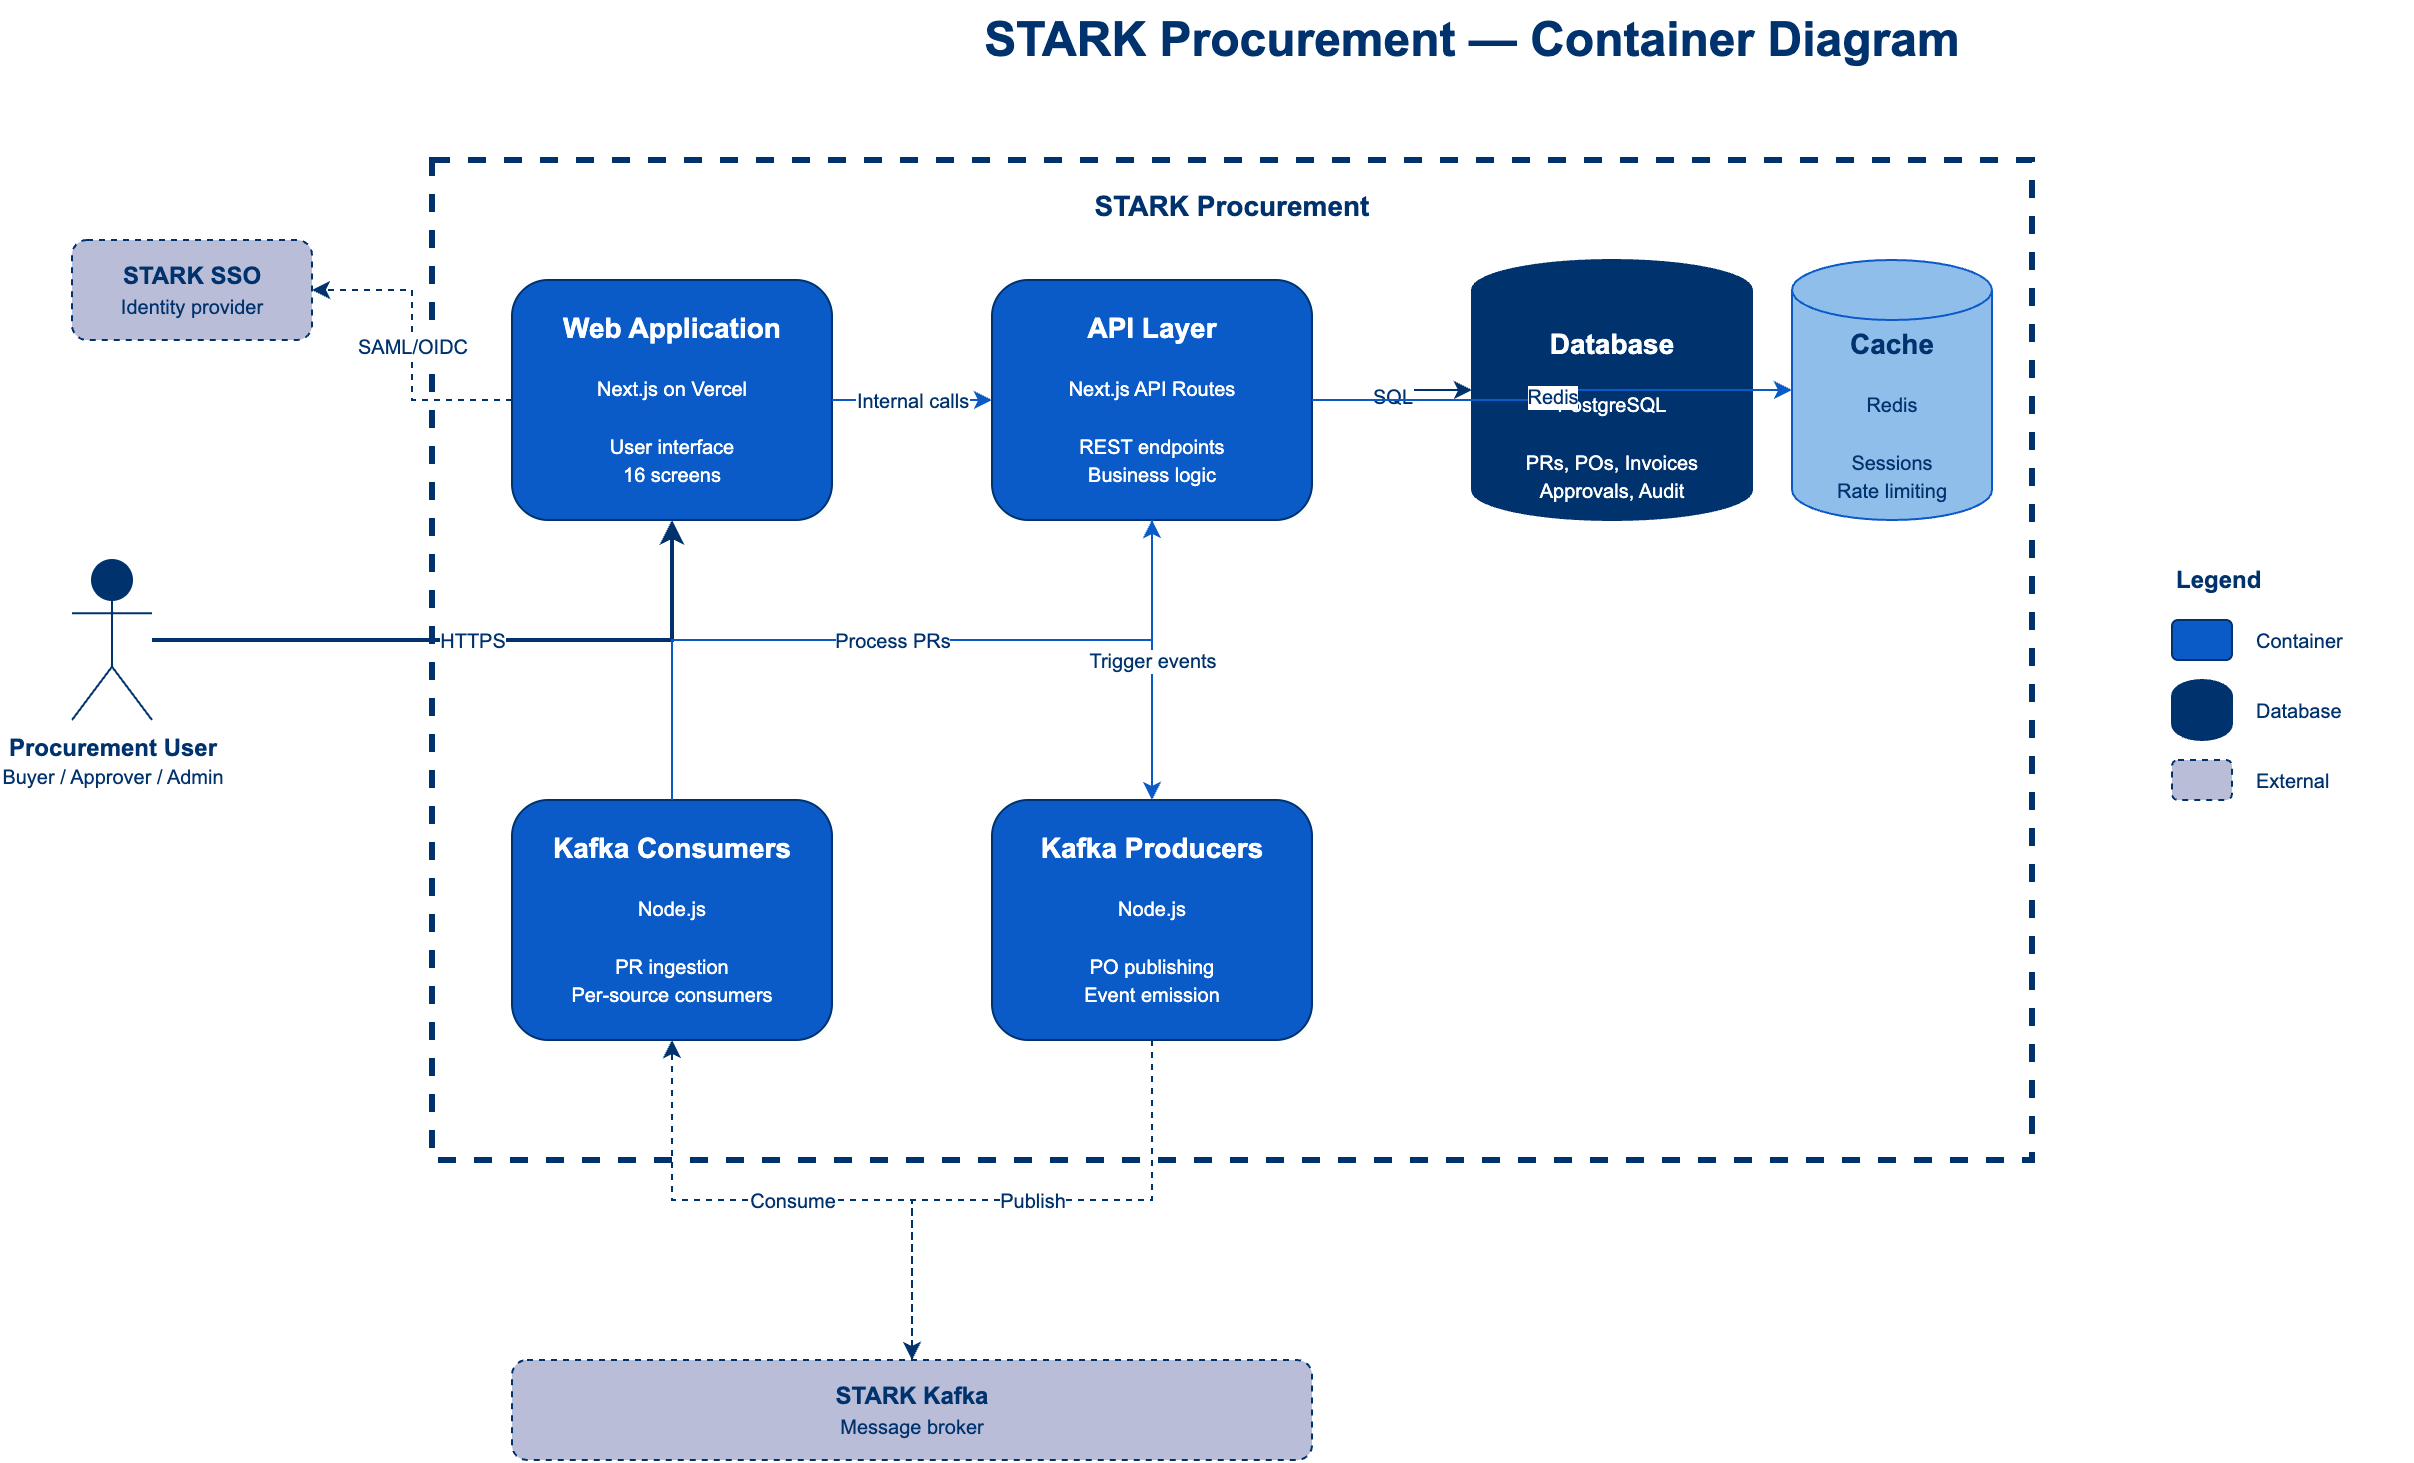 STARK Procurement — Container Diagram
STARK Procurement
STARK SSO
Identity provider
SAML/OIDC
Web Application
Next.js on Vercel
User interface
16 screens
Internal calls
API Layer
Next.js API Routes
REST endpoints
Business logic
SQL
Redis
Database
PostgreSQL
PRs, POs, Invoices
Approvals, Audit
Cache
Redis
Sessions
Rate limiting
HTTPS
Process PRs
Trigger events
Procurement User
Buyer / Approver / Admin
Legend
Container
Database
External
Kafka Consumers
Node.js
PR ingestion
Per-source consumers
Kafka Producers
Node.js
PO publishing
Event emission
Consume
Publish
STARK Kafka
Message broker